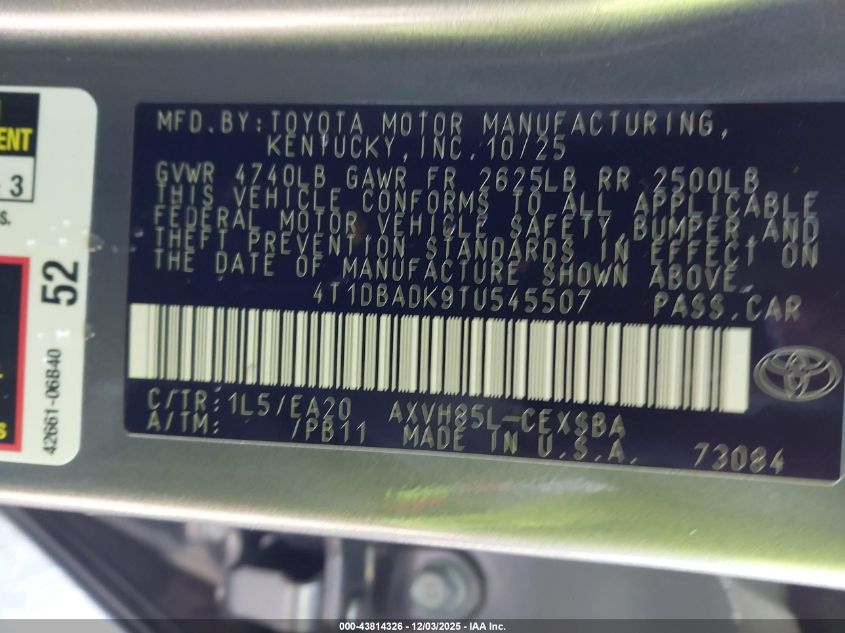 MFD.BY:TOYOTA MOTOR MANUFACTURING,
KENTUCKY, INC. 10/25
GVWR 4740LB GAWR FR 2625LB RR 2500LB
THIS VEHICLE CONFORMS TO ALL APPLICABLE
FEDERAL MOTOR VEHICLE SAFETY, BUMPER AND
THEFT PREVENTION STANDARDS IN EFFECT ON
THE DATE OF MANUFACTURE SHOWN ABOVE.
4T1DBADK9TU545507 PASS.CAR
C/TR:1L5/EA20 AXVH85L-CEXSBA
A/TM: /PB11 MADE IN U.S.A. 73084
3
52
42661-06B40
000-43814326 - 12/03/2025 - IAA Inc.